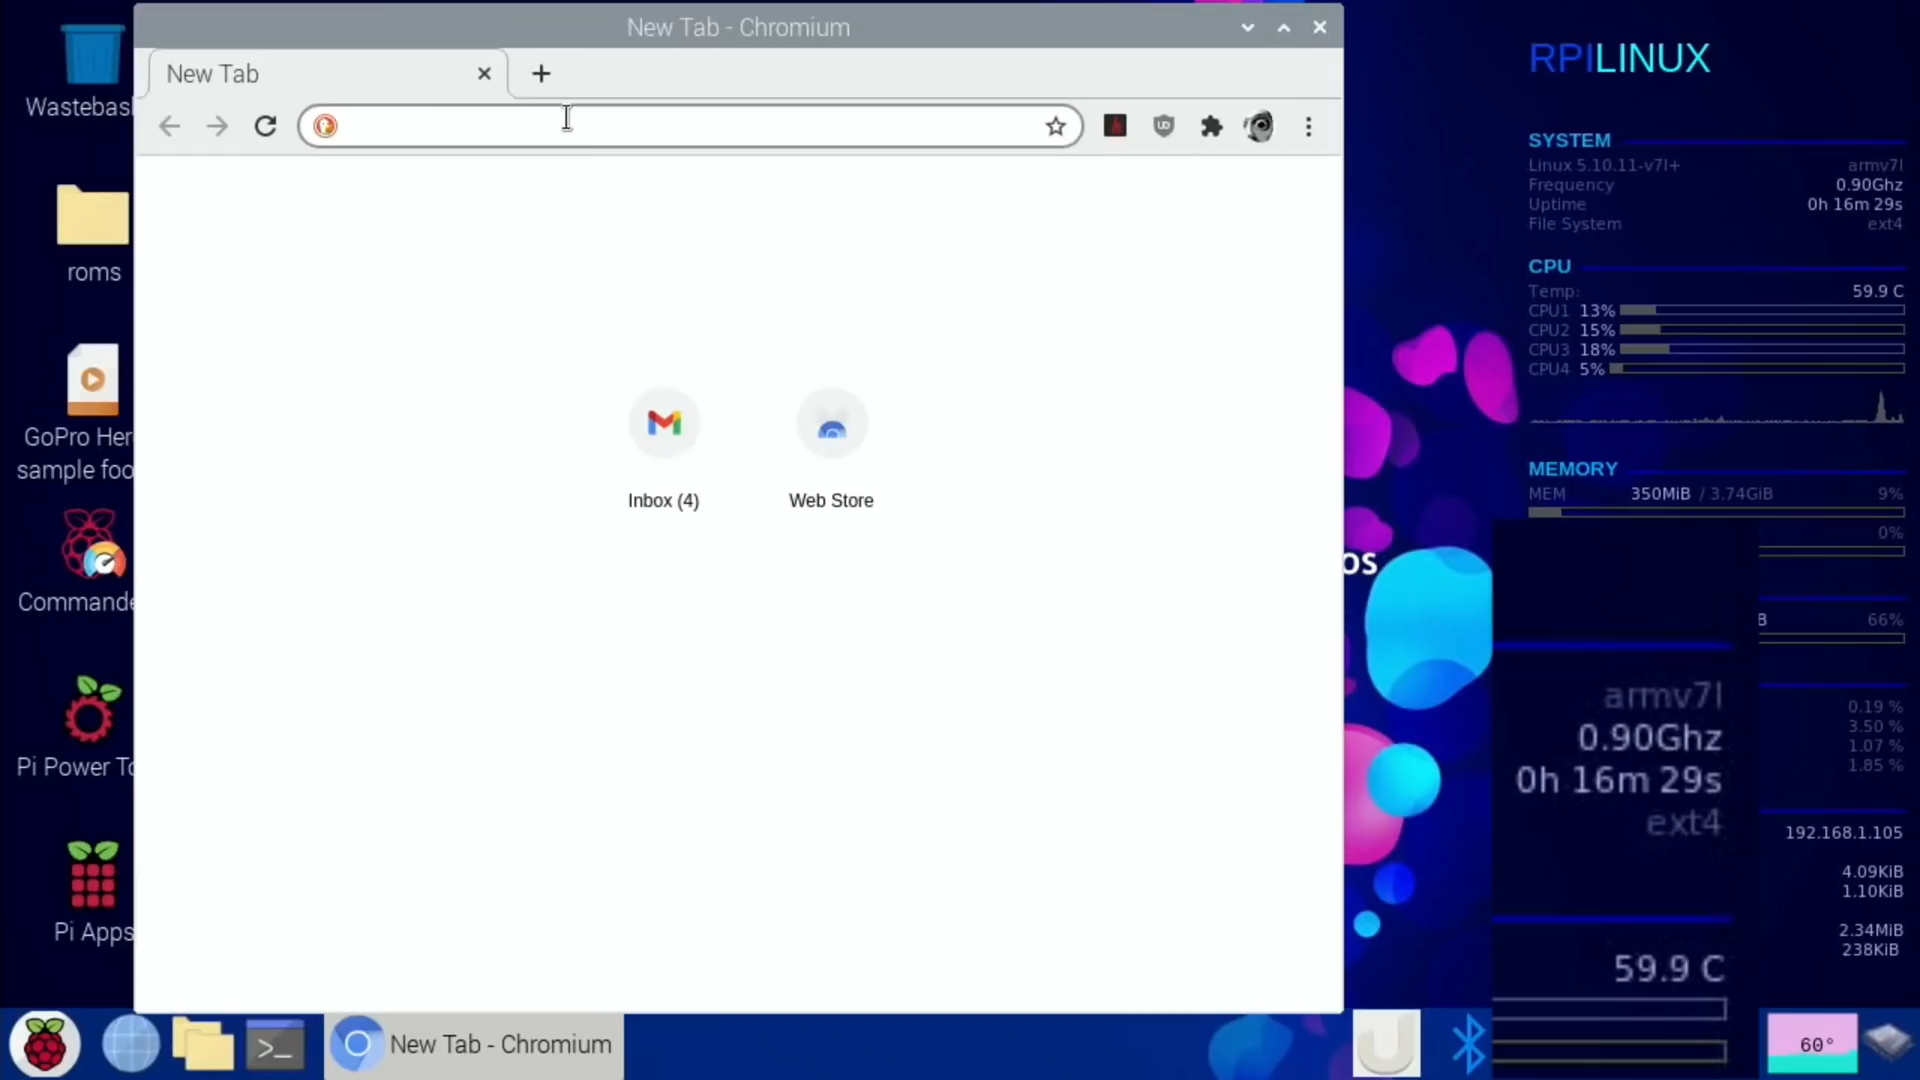 New Tab - Chromium
New Tab
Wastebas
roms
GoPro Her
sample foo
Commande
Pi Power To
Pi Apps
Inbox (4)
Web Store
OS
RPILINUX
SYSTEM
Linux 5.10.11-v7l+ armv7l
Frequency 0.90Ghz
Uptime 0h 16m 29s
File System ext4
CPU
Temp: 59.9 C
CPU1 13%
CPU2 15%
CPU3 18%
CPU4 5%
MEMORY
MEM 350MiB / 3.74GiB 9%
0%
B 66%
armv7l
0.90Ghz
0h 16m 29s
ext4
59.9 C
0.19 %
3.50 %
1.07 %
1.85 %
192.168.1.105
4.09KiB
1.10KiB
2.34MiB
238KiB
New Tab - Chromium
60°